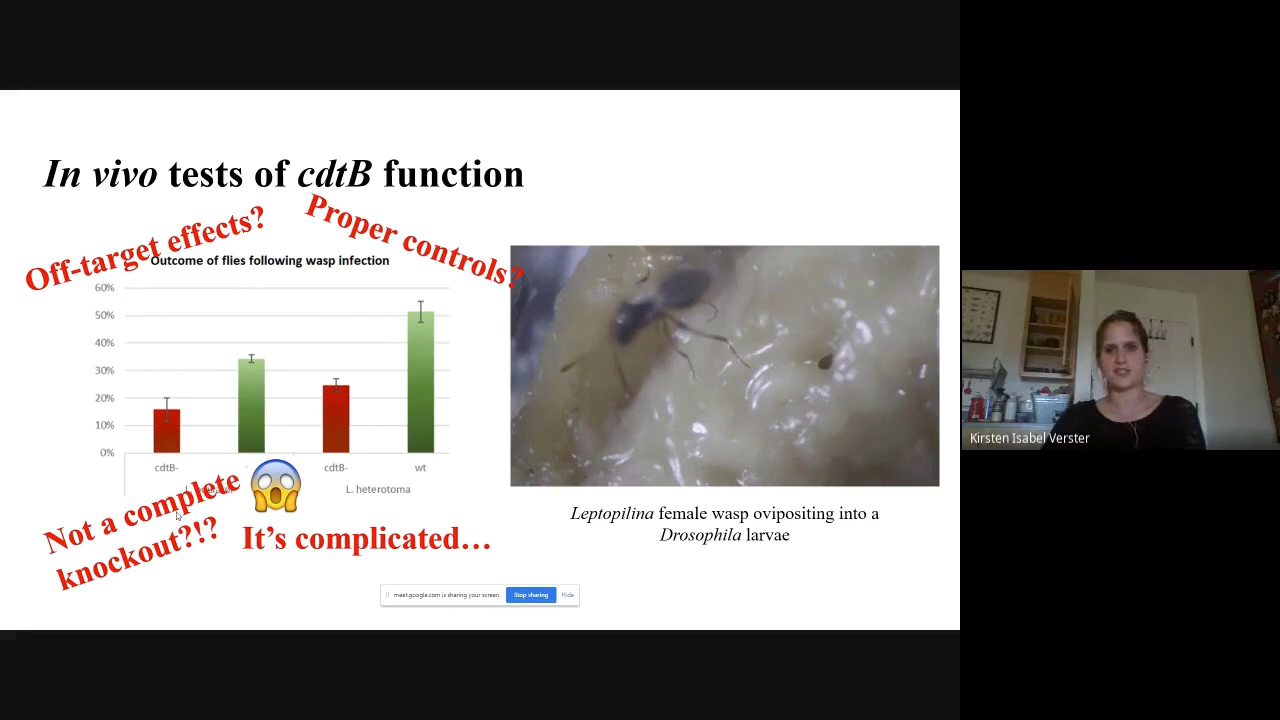 In vivo tests of cdtB function
Off-target effects?
Proper controls?
Outcome of flies following wasp infection
60%
50%
40%
30%
20%
10%
0%
cdtB-
cdtB-
wt
L. heterotoma
Not a complete
knockout?!?
It's complicated…
Leptopilina female wasp ovipositing into a
Drosophila larvae
meet.google.com is sharing your screen.
Stop sharing
Hide
Kirsten Isabel Verster